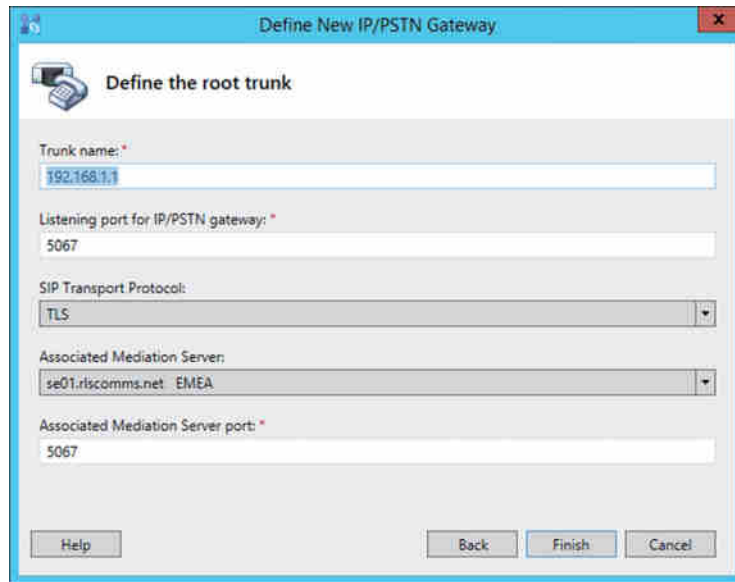 Define New IP/PSTN Gateway
Define the root trunk
Trunk name: *
192.168.1.1
Listening port for IP/PSTN gateway: *
5067
SIP Transport Protocol:
TLS
Associated Mediation Server:
se01.rlscomms.net EMEA
Associated Mediation Server port: *
5067
Help Back Finish Cancel